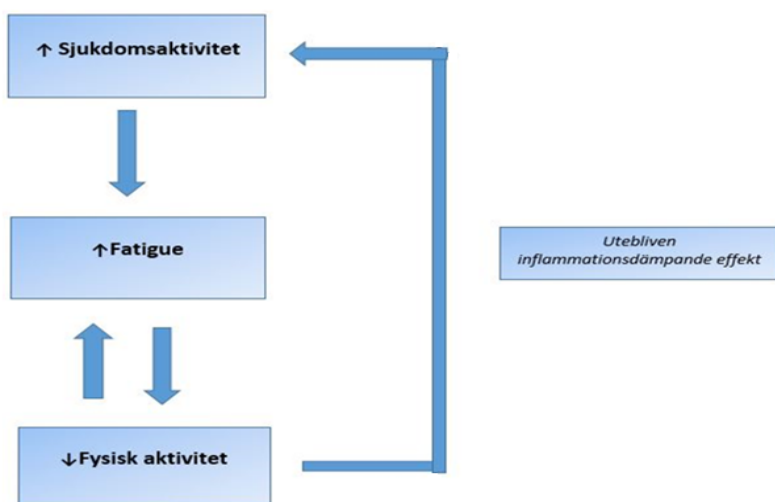 ↑ Sjukdomsaktivitet
↑Fatigue
Utebliven
inflammationsdämpande effekt
↓Fysisk aktivitet